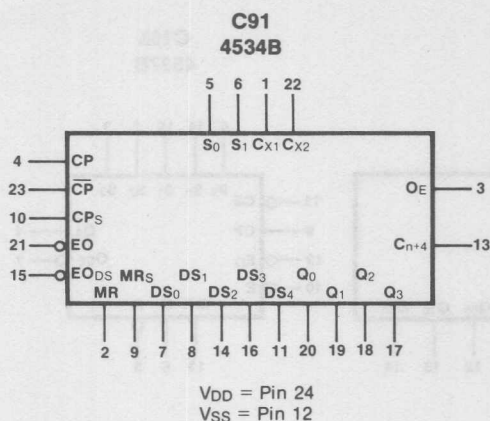 C91
4534B
5 6 1 22
S0 S1 CX1 CX2
4 CP
23 C̅P̅
OE 3
10 CPS
21 EO
Cn+4 13
15 EODS MRS DS1 DS3 Q0 Q2
MR DS0 DS2 DS4 Q1 Q3
2 9 7 8 14 16 11 20 19 18 17
VDD = Pin 24
VSS = Pin 12